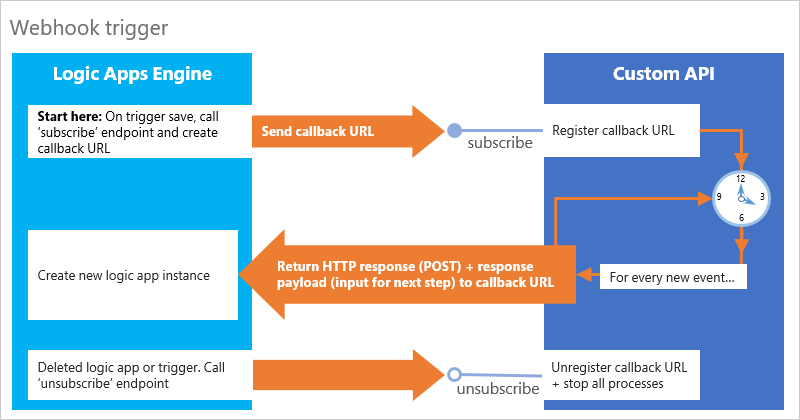 Webhook trigger
Logic Apps Engine
Custom API
Start here: On trigger save, call
‘subscribe’ endpoint and create
callback URL
Send callback URL
subscribe
Register callback URL
12
9
3
6
Create new logic app instance
Return HTTP response (POST) + response
payload (input for next step) to callback URL
For every new event...
Deleted logic app or trigger. Call
‘unsubscribe’ endpoint
unsubscribe
Unregister callback URL
+ stop all processes